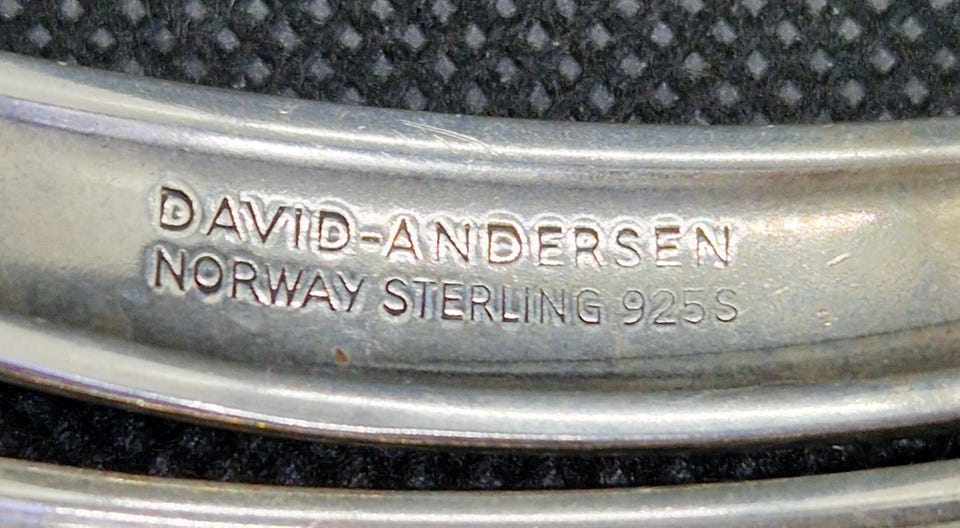 DAVID-ANDERSEN
NORWAY STERLING 925S